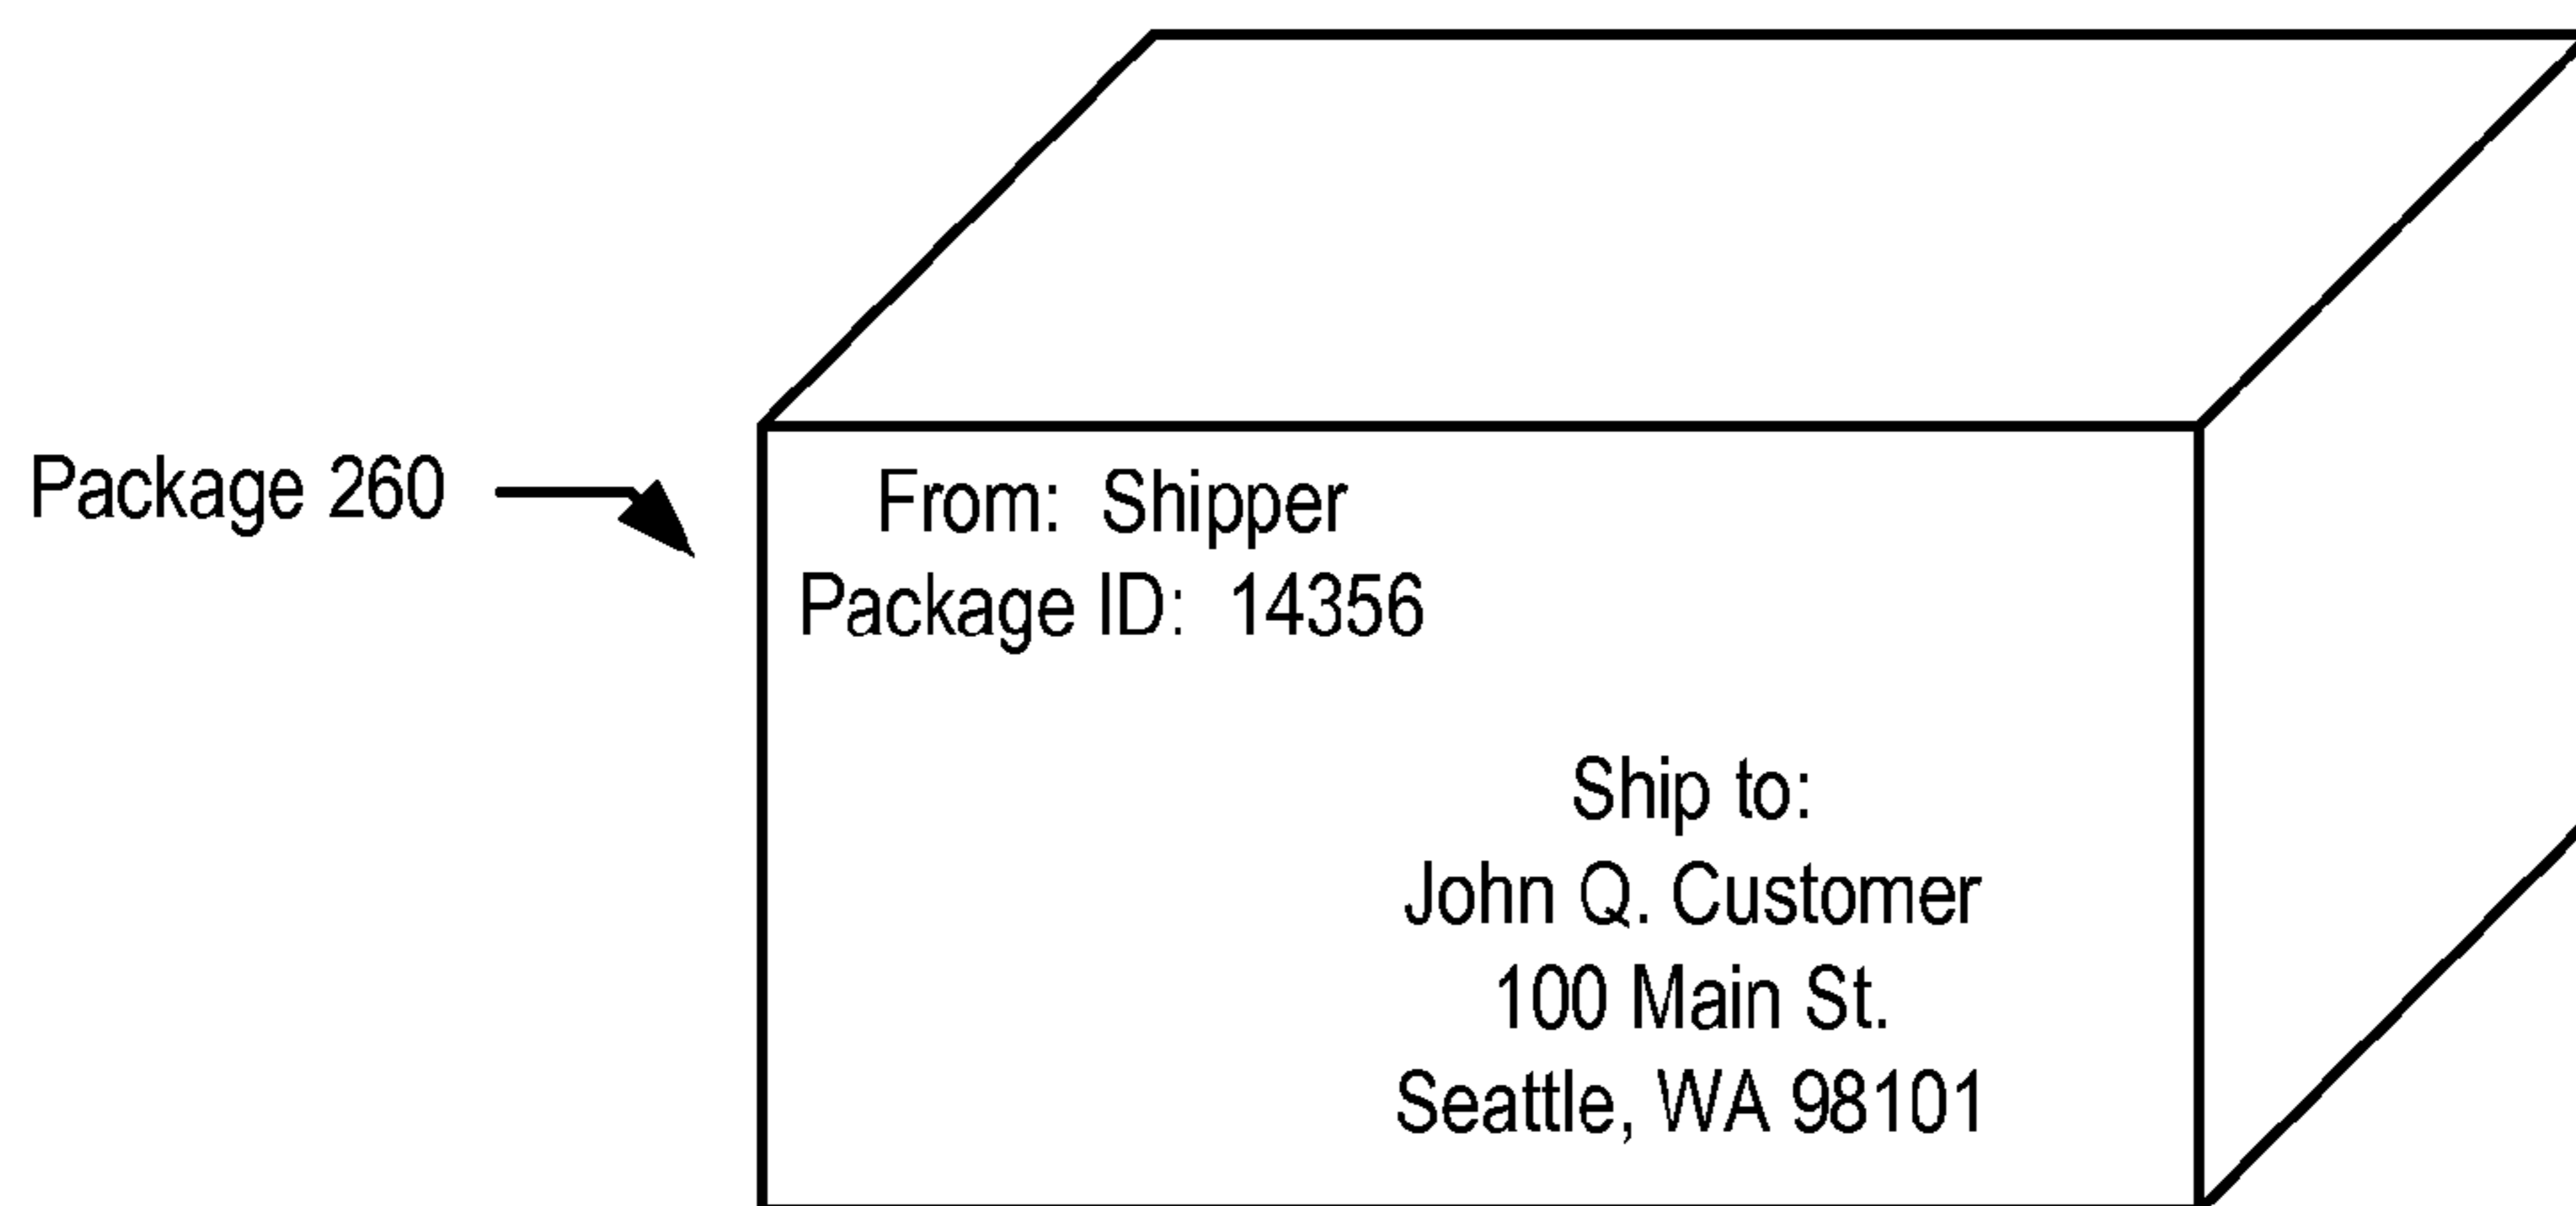 Package 260
From: Shipper
Package ID: 14356
Ship to:
John Q. Customer
100 Main St.
Seattle, WA 98101